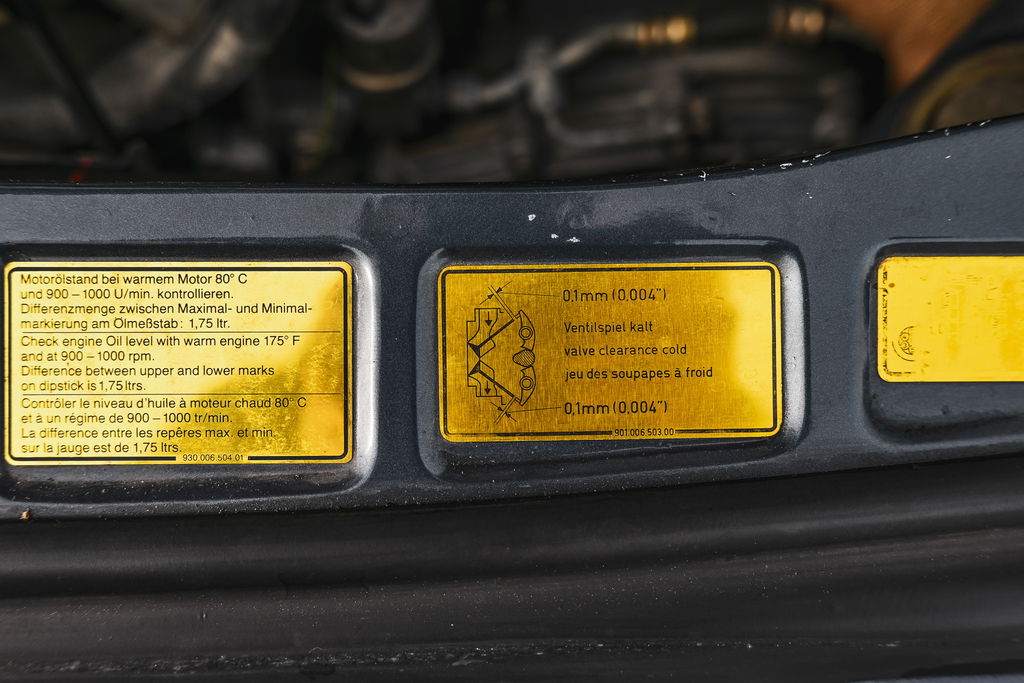 Motorölstand bei warmem Motor 80° C
und 900 – 1000 U/min. kontrollieren.
Differenzmenge zwischen Maximal- und Minimal-
markierung am Ölmeßstab: 1,75 ltr.
Check engine Oil level with warm engine 175° F
and at 900 – 1000 rpm.
Difference between upper and lower marks
on dipstick is 1,75 ltrs.
Contrôler le niveau d'huile à moteur chaud 80° C
et à un régime de 900 – 1000 tr/min.
La difference entre les repêres max. et min.
sur la jauge est de 1,75 ltrs.
930.006.504.01
0,1mm (0,004")
Ventilspiel kalt
valve clearance cold
jeu des soupapes à froid
0,1mm (0,004")
901.006.503.00